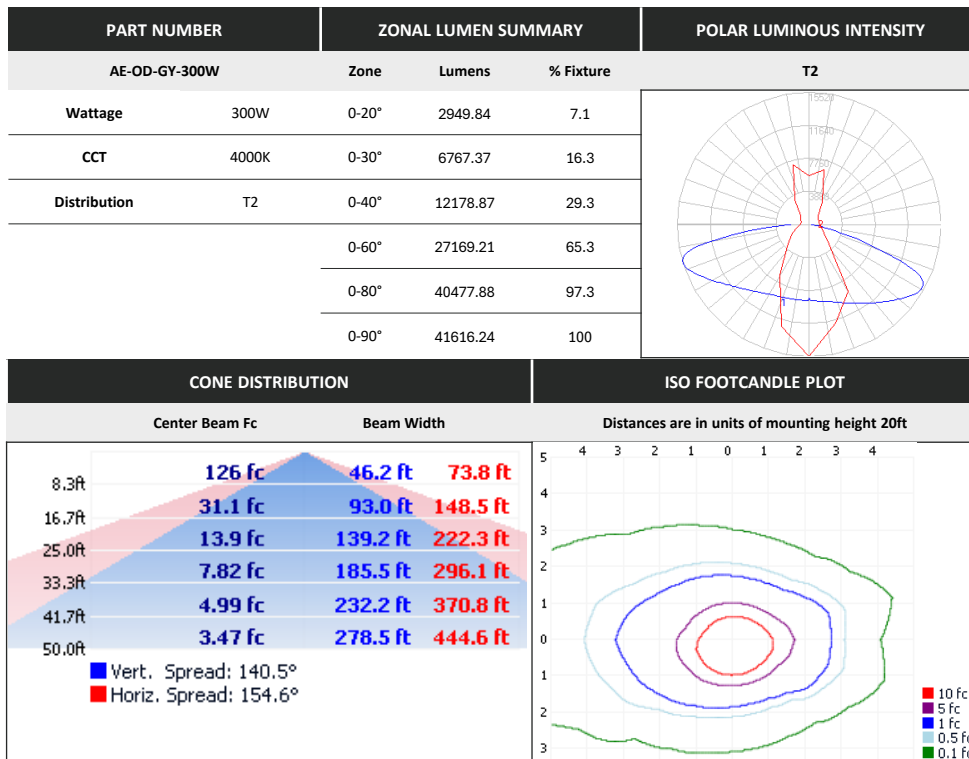 PART NUMBER
ZONAL LUMEN SUMMARY
POLAR LUMINOUS INTENSITY
AE-OD-GY-300W
Zone Lumens % Fixture
T2
Wattage 300W
0-20° 2949.84 7.1
CCT 4000K
0-30° 6767.37 16.3
Distribution T2
0-40° 12178.87 29.3
0-60° 27169.21 65.3
0-80° 40477.88 97.3
0-90° 41616.24 100
15520
11640
7760
CONE DISTRIBUTION
ISO FOOTCANDLE PLOT
Center Beam Fc Beam Width
Distances are in units of mounting height 20ft
8.3ft 126 fc 46.2 ft 73.8 ft
16.7ft 31.1 fc 93.0 ft 148.5 ft
25.0ft 13.9 fc 139.2 ft 222.3 ft
33.3ft 7.82 fc 185.5 ft 296.1 ft
41.7ft 4.99 fc 232.2 ft 370.8 ft
50.0ft 3.47 fc 278.5 ft 444.6 ft
Vert. Spread: 140.5°
Horiz. Spread: 154.6°
4 3 2 1 0 1 2 3 4
5
4
3
2
1
0
1
2
3
10 fc
5 fc
1 fc
0.5 fc
0.1 fc